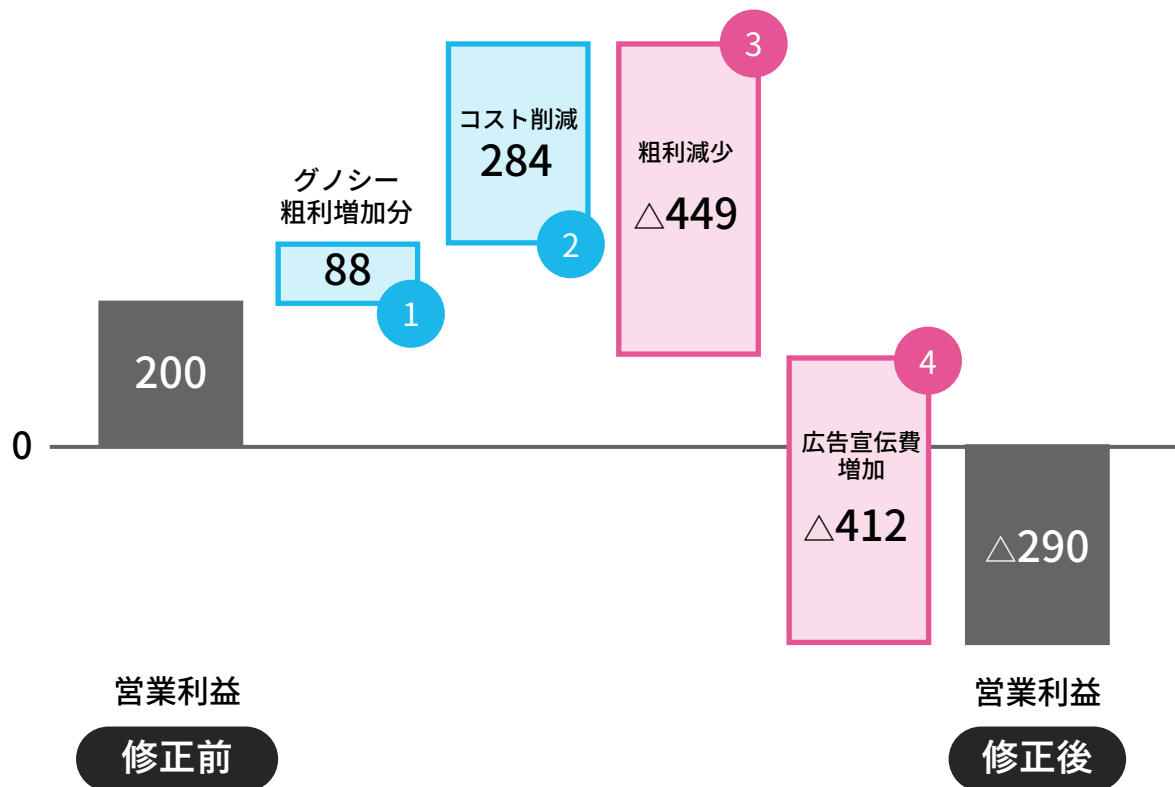 0
200
営業利益
修正前
グノシー
粗利増加分
88
1
コスト削減
284
2
3
粗利減少
△449
4
広告宣伝費
増加
△412
△290
営業利益
修正後